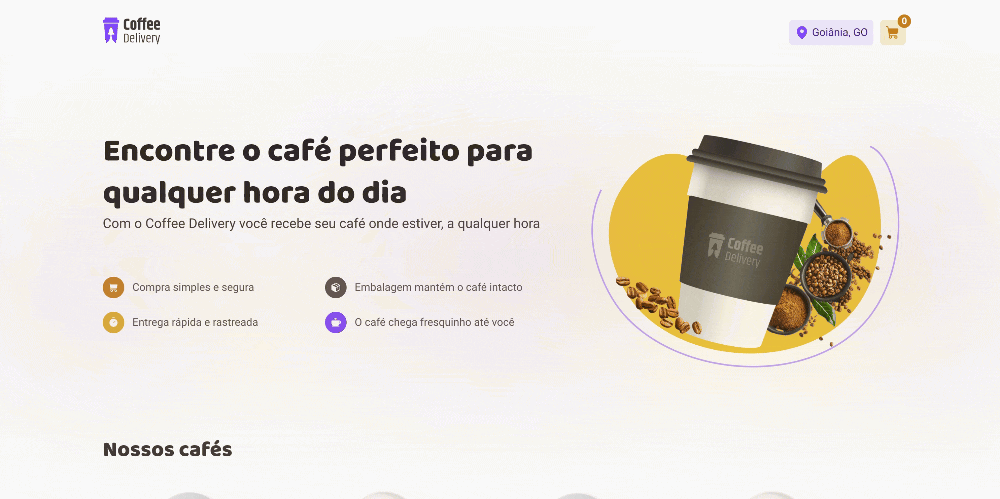 Coffee
Delivery
Goiânia, GO
0
Encontre o café perfeito para
qualquer hora do dia
Com o Coffee Delivery você recebe seu café onde estiver, a qualquer hora
Compra simples e segura
Embalagem mantém o café intacto
Entrega rápida e rastreada
O café chega fresquinho até você
Coffee
Delivery
Nossos cafés